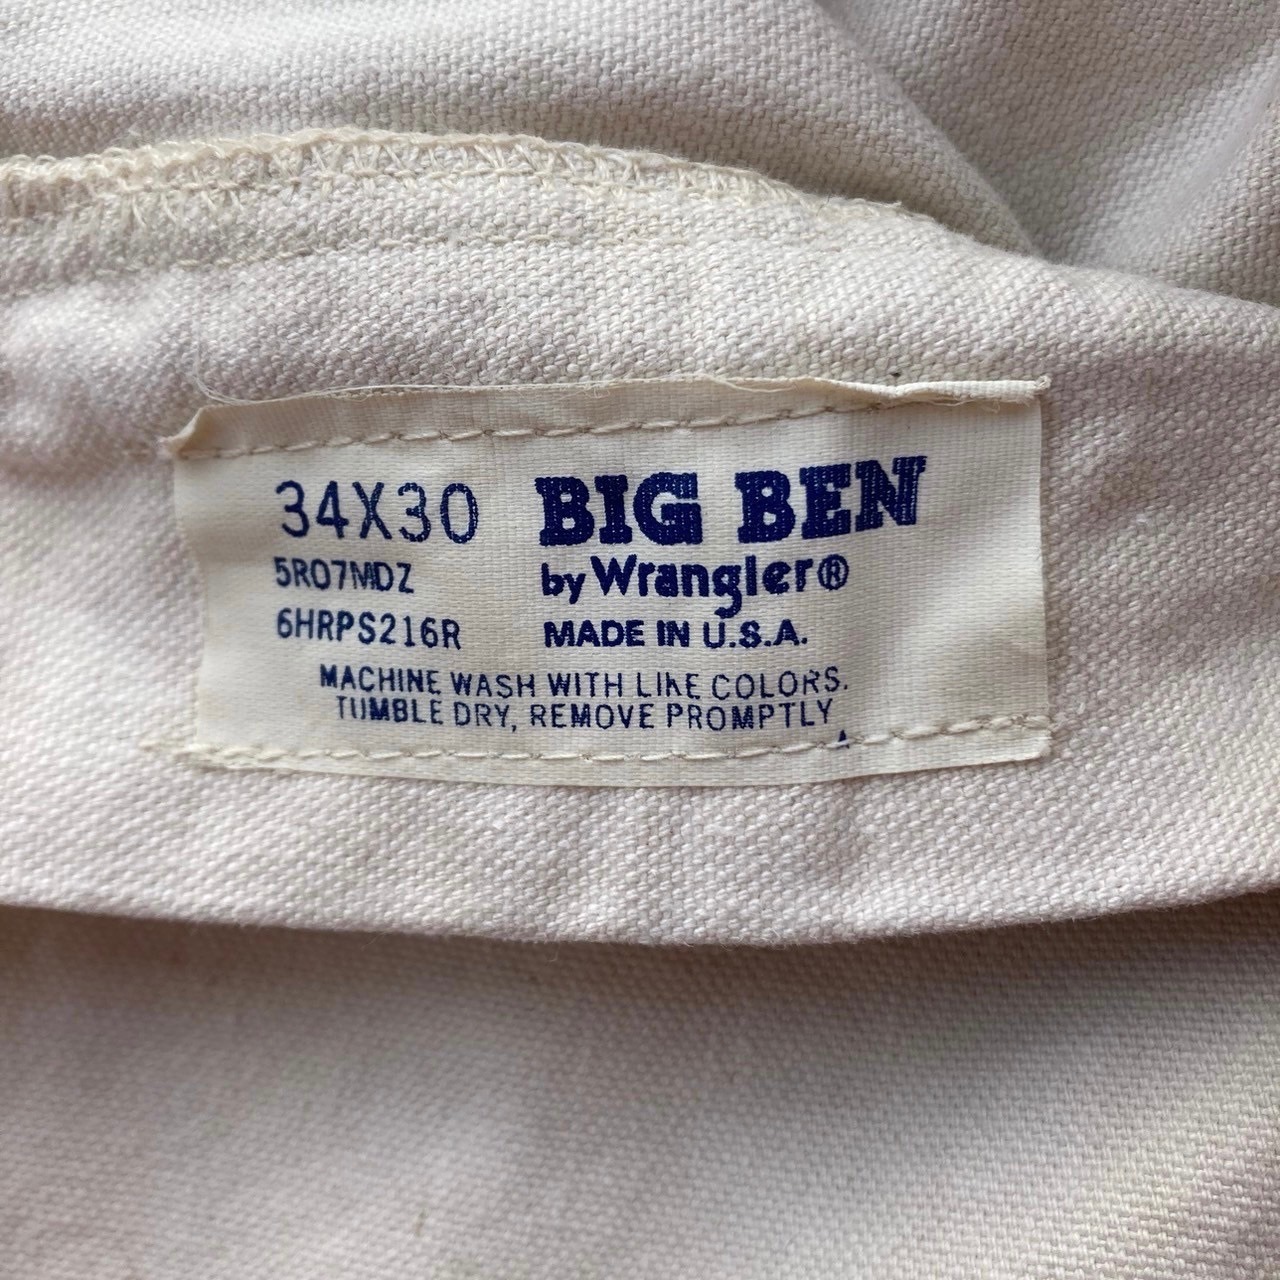 34X30 BIG BEN
5R07MDZ by Wrangler®
6HRPS216R MADE IN U.S.A.
MACHINE WASH WITH LIKE COLORS.
TUMBLE DRY, REMOVE PROMPTLY